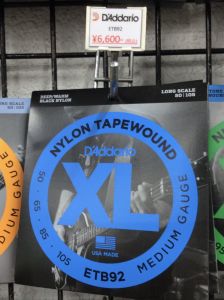 D'Addario
ETB92
¥6,600-
DEEP/WARM
BLACK NYLON
LONG SCALE
50 | 105
NYLON TAPEWOUND
D'Addario
XL
50 · 65 · 85 · 105
MEDIUM GAUGE
USA MADE
ETB92